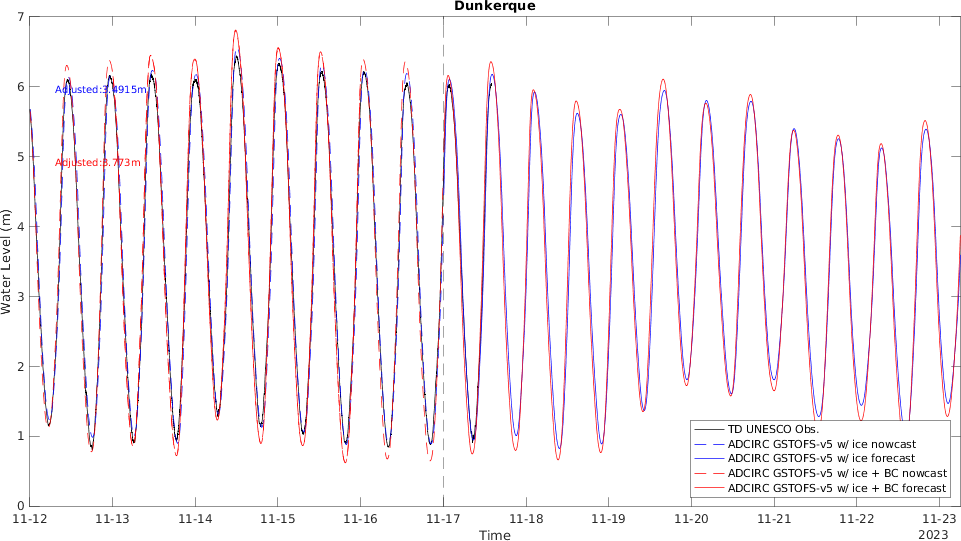 Dunkerque
7
6
5
4
3
2
1
0
Water Level (m)
Adjusted:3.4915m
Adjusted:3.773m
TD UNESCO Obs.
ADCIRC GSTOFS-v5 w/ ice nowcast
ADCIRC GSTOFS-v5 w/ ice forecast
ADCIRC GSTOFS-v5 w/ ice + BC nowcast
ADCIRC GSTOFS-v5 w/ ice + BC forecast
11-12 11-13 11-14 11-15 11-16 11-17 11-18 11-19 11-20 11-21 11-22 11-23
Time 2023